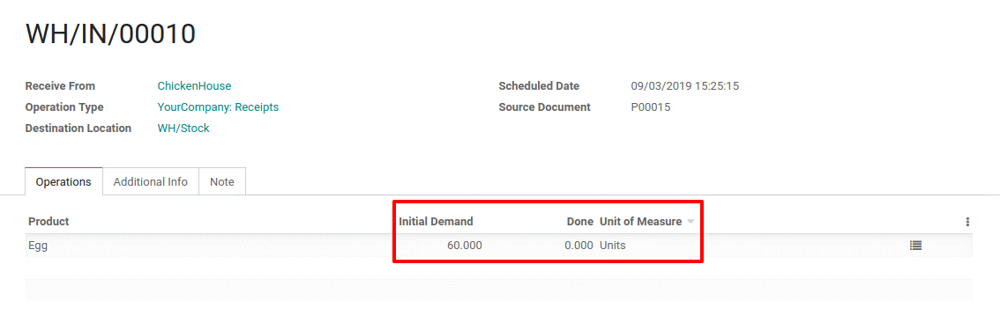 WH/IN/00010
Receive From ChickenHouse Scheduled Date 09/03/2019 15:25:15
Operation Type YourCompany: Receipts Source Document P00015
Destination Location WH/Stock
Operations Additional Info Note
Product Initial Demand Done Unit of Measure
Egg 60.000 0.000 Units